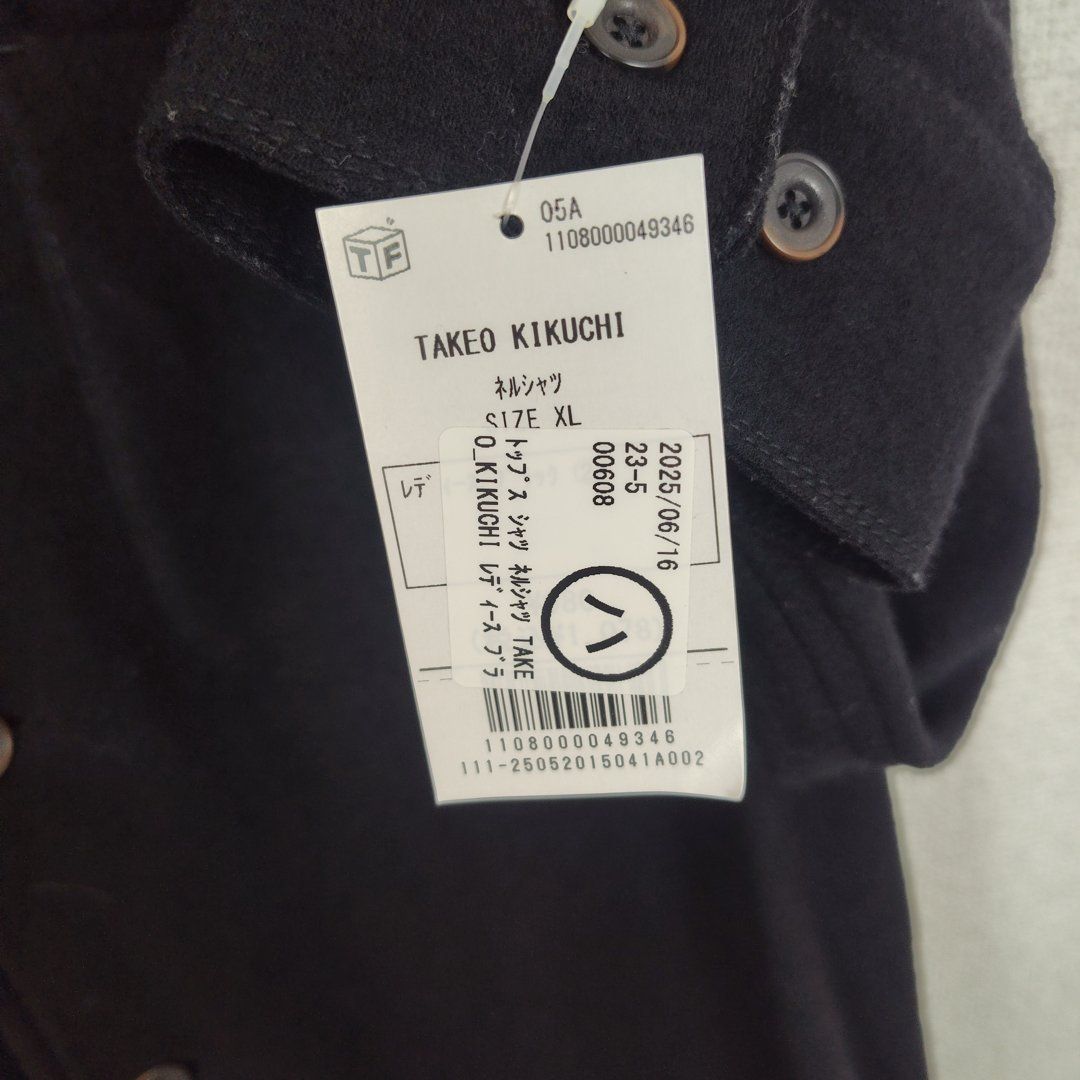 TF
05A
1108000049346
TAKEO KIKUCHI
ネルシャツ
SIZE XL
レデ
2025/06/16
23-5
00608
ハ
トップス シャツ ネルシャツ TAKE
O_KIKUCHI レディース ブラ
1108000049346
111-25052015041A002